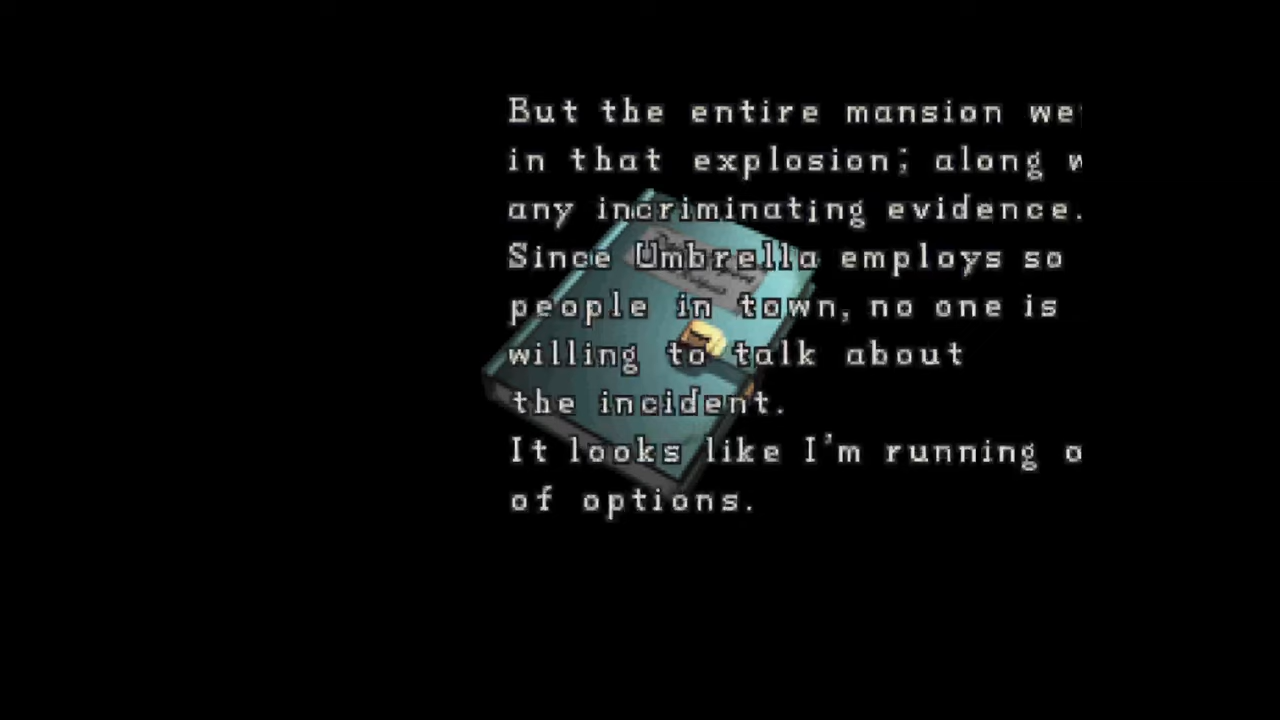 But the entire mansion we
in that explosion; along w
any incriminating evidence.
Since Umbrella employs so
people in town, no one is
willing to talk about
the incident.
It looks like I'm running o
of options.